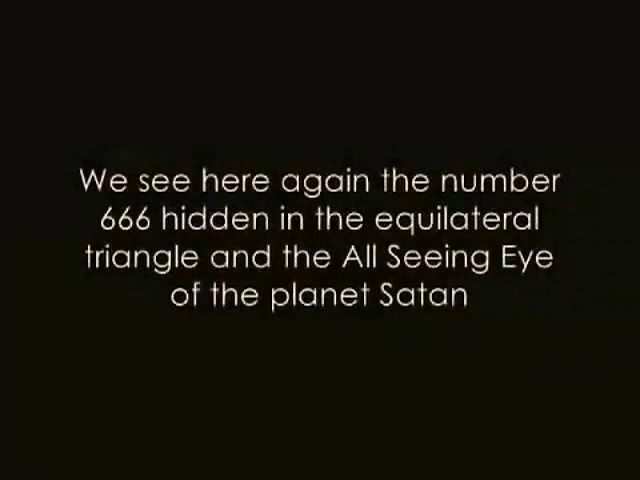 We see here again the number
666 hidden in the equilateral
triangle and the All Seeing Eye
of the planet Satan